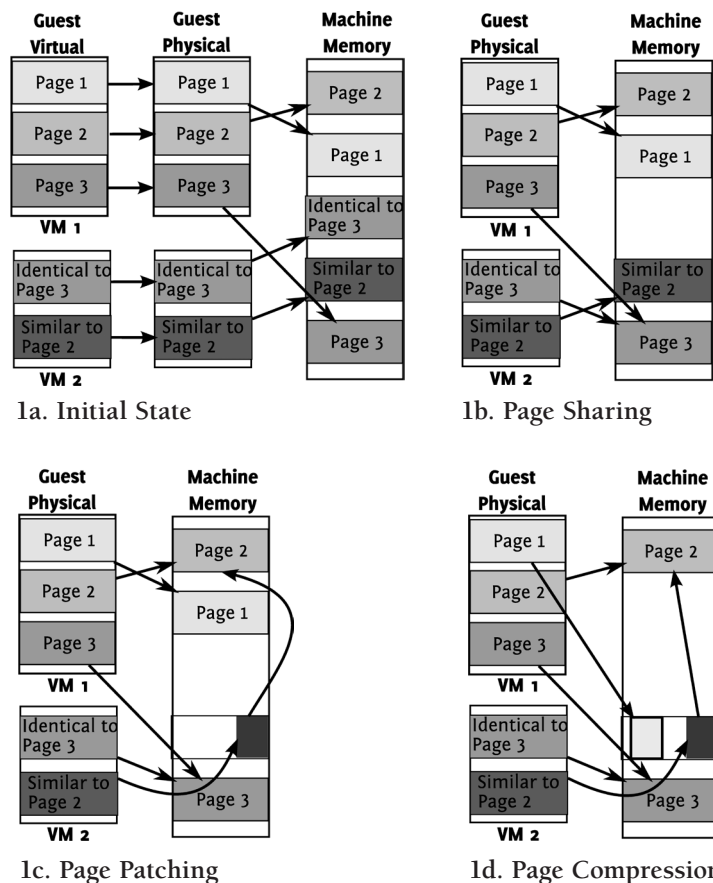 Guest Virtual
Guest Physical
Machine Memory
Page 1
Page 2
Page 3
VM 1
Identical to Page 3
Similar to Page 2
VM 2
Page 1
Page 2
Page 3
Identical to Page 3
Similar to Page 2
Page 2
Page 1
Identical to Page 3
Similar to Page 2
Page 3
1a. Initial State
Guest Physical
Machine Memory
Page 1
Page 2
Page 3
VM 1
Identical to Page 3
Similar to Page 2
VM 2
Page 2
Page 1
Similar to Page 2
Page 3
1b. Page Sharing
Guest Physical
Machine Memory
Page 1
Page 2
Page 3
VM 1
Identical to Page 3
Similar to Page 2
VM 2
Page 2
Page 1
Page 3
1c. Page Patching
Guest Physical
Machine Memory
Page 1
Page 2
Page 3
VM 1
Identical to Page 3
Similar to Page 2
VM 2
Page 2
Page 3
1d. Page Compression